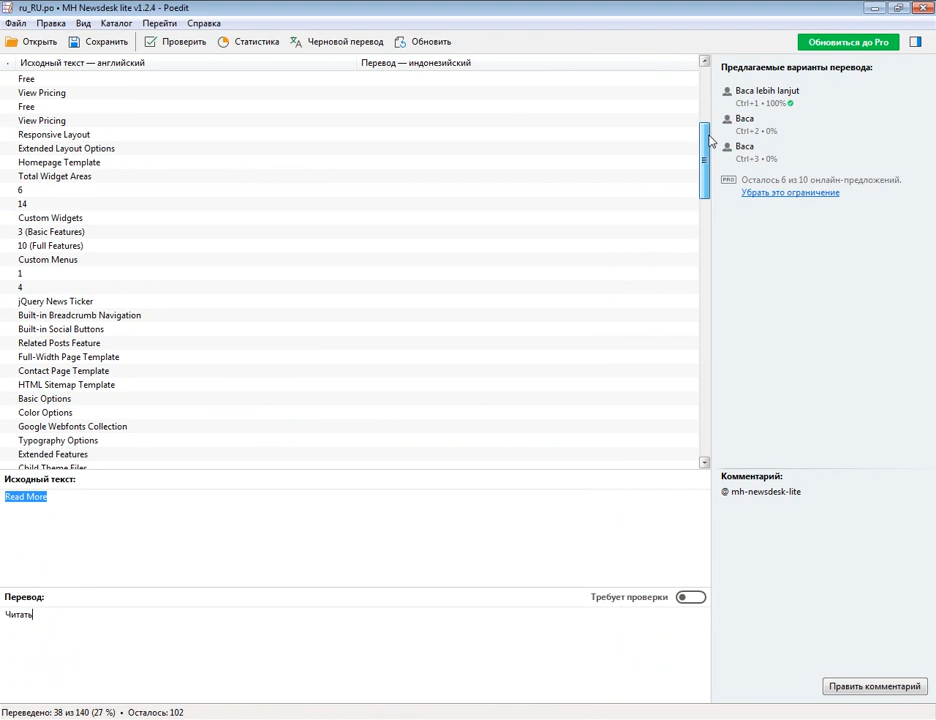 ru_RU.po • MH Newsdesk lite v1.2.4 - Poedit
Файл Правка Вид Каталог Перейти Справка
Открыть Сохранить Проверить Статистика Черновой перевод Обновить Обновиться до Pro
Исходный текст — английский Перевод — индонезийский
Free
View Pricing
Free
View Pricing
Responsive Layout
Extended Layout Options
Homepage Template
Total Widget Areas
6
14
Custom Widgets
3 (Basic Features)
10 (Full Features)
Custom Menus
1
4
jQuery News Ticker
Built-in Breadcrumb Navigation
Built-in Social Buttons
Related Posts Feature
Full-Width Page Template
Contact Page Template
HTML Sitemap Template
Basic Options
Color Options
Google Webfonts Collection
Typography Options
Extended Features
Child Theme Files
Предлагаемые варианты перевода:
Baca lebih lanjut
Ctrl+1 • 100%
Baca
Ctrl+2 • 0%
Baca
Ctrl+3 • 0%
PRO Осталось 6 из 10 онлайн-предложений.
Убрать это ограничение
Исходный текст:
Read More
Комментарий:
@ mh-newsdesk-lite
Перевод: Требует проверки
Читать
Править комментарий
Переведено: 38 из 140 (27 %) • Осталось: 102